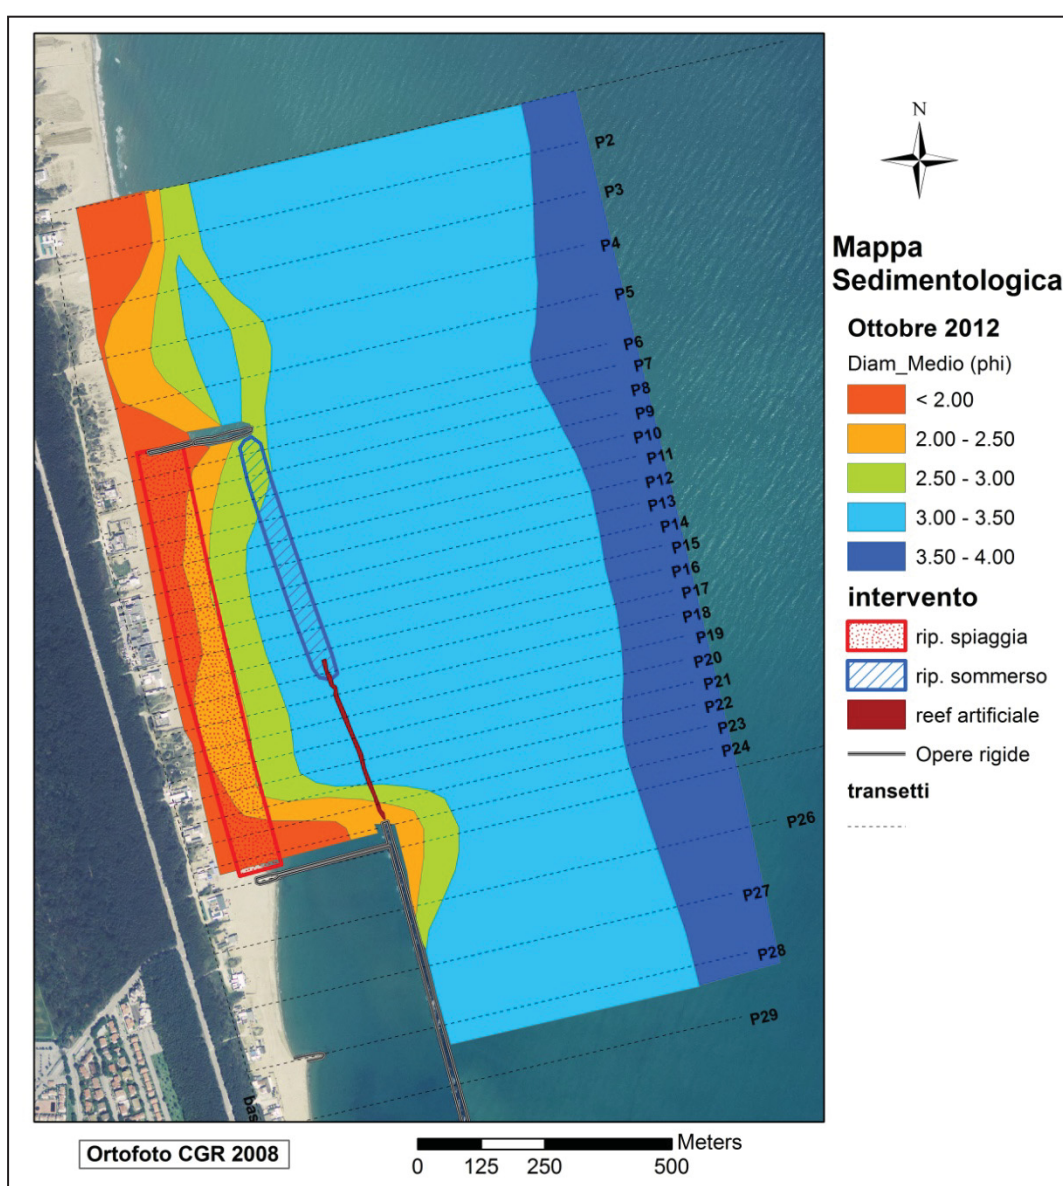 N
Mappa
Sedimentologica
Ottobre 2012
Diam_Medio (phi)
< 2.00
2.00 - 2.50
2.50 - 3.00
3.00 - 3.50
3.50 - 4.00
intervento
rip. spiaggia
rip. sommerso
reef artificiale
Opere rigide
transetti
P2
P3
P4
P5
P6
P7
P8
P9
P10
P11
P12
P13
P14
P15
P16
P17
P18
P19
P20
P21
P22
P23
P24
P26
P27
P28
P29
bas
Ortofoto CGR 2008
Meters
0 125 250 500